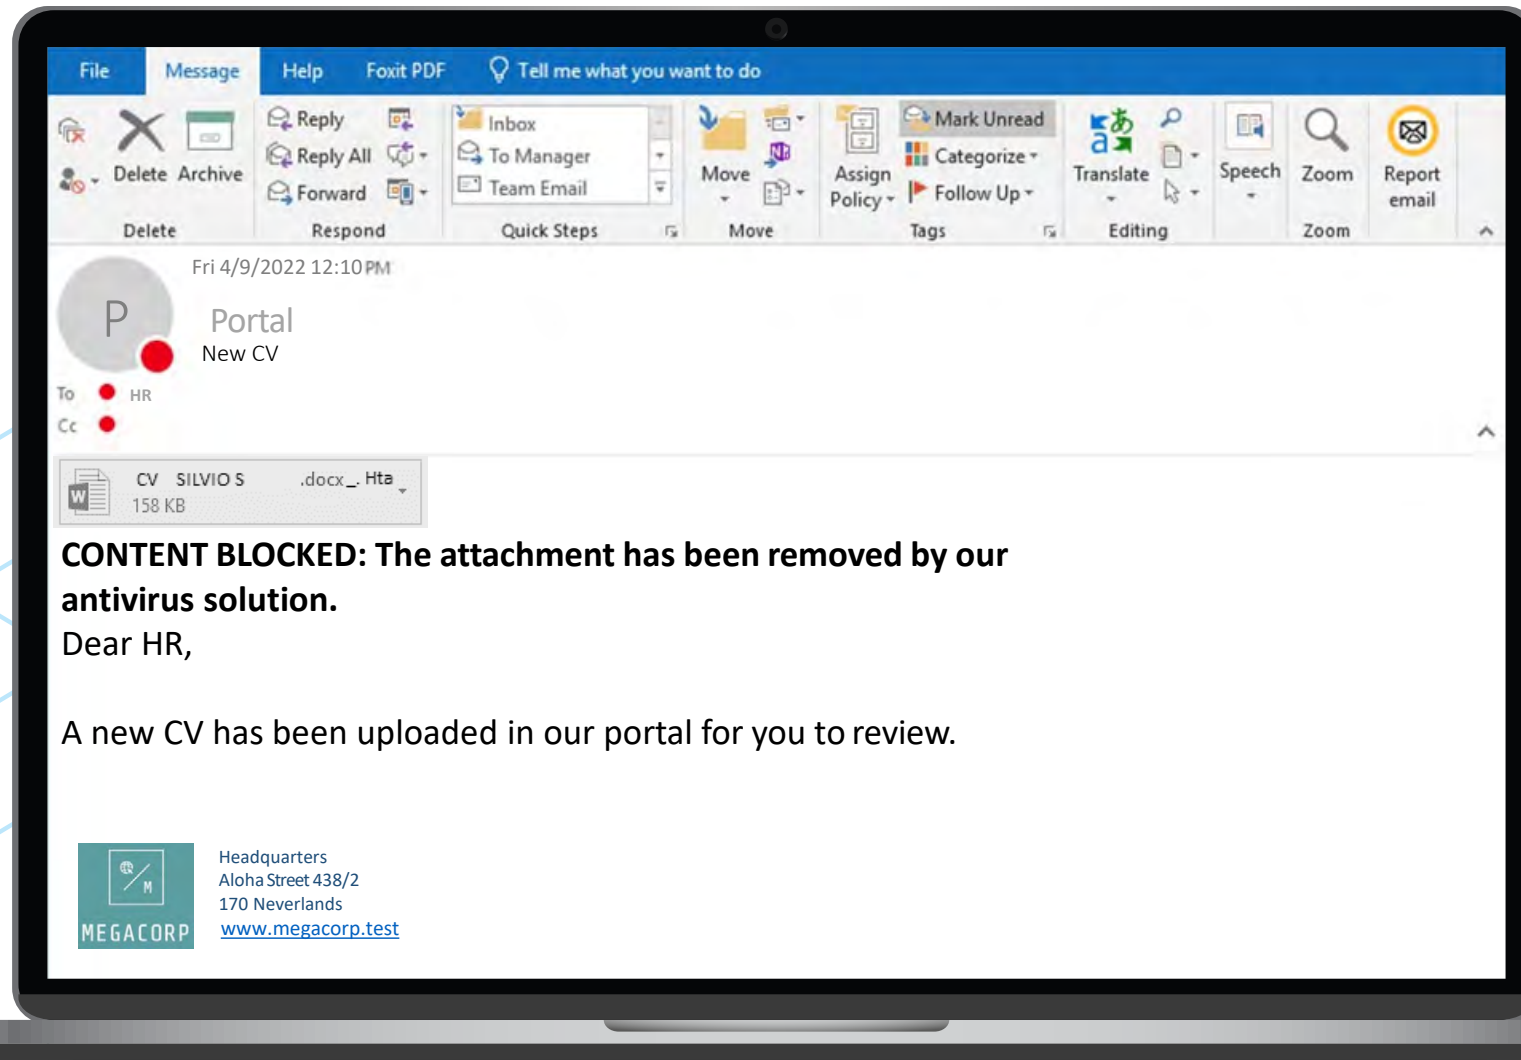 File Message Help Foxit PDF Tell me what you want to do
Delete Archive
Reply
Reply All
Forward
Inbox
To Manager
Team Email
Move
Assign
Policy
Mark Unread
Categorize
Follow Up
Translate
Speech
Zoom
Report
email
Delete Respond Quick Steps Move Tags Editing Zoom
Fri 4/9/2022 12:10 PM
P
Portal
New CV
To HR
Cc
W
CV SILVIO S .docx_. Hta
158 KB
CONTENT BLOCKED: The attachment has been removed by our
antivirus solution.
Dear HR,
A new CV has been uploaded in our portal for you to review.
M
MEGACORP
Headquarters
Aloha Street 438/2
170 Neverlands
www.megacorp.test